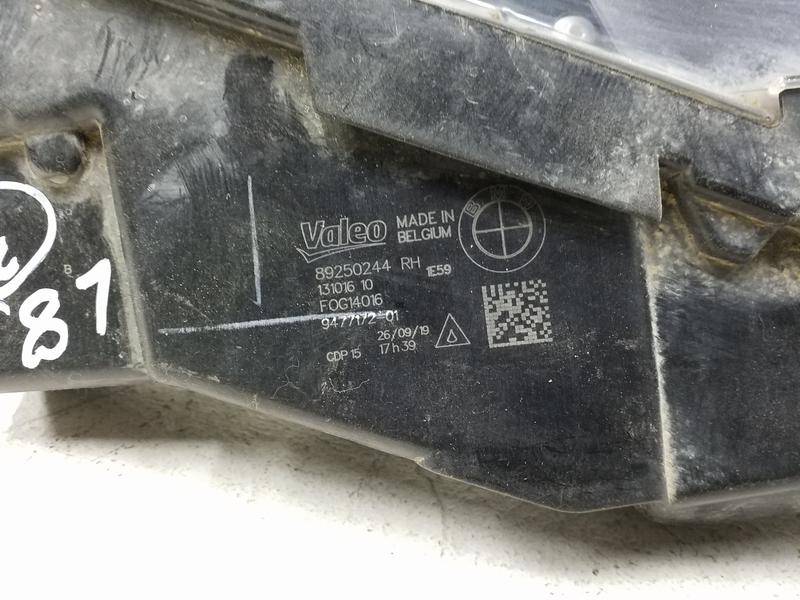 Valeo MADE IN BELGIUM
BMW
89250244 RH 1E59
131016 10
FOG14016
9477172-01
26/09/19
CDP 15 17h39
B
81